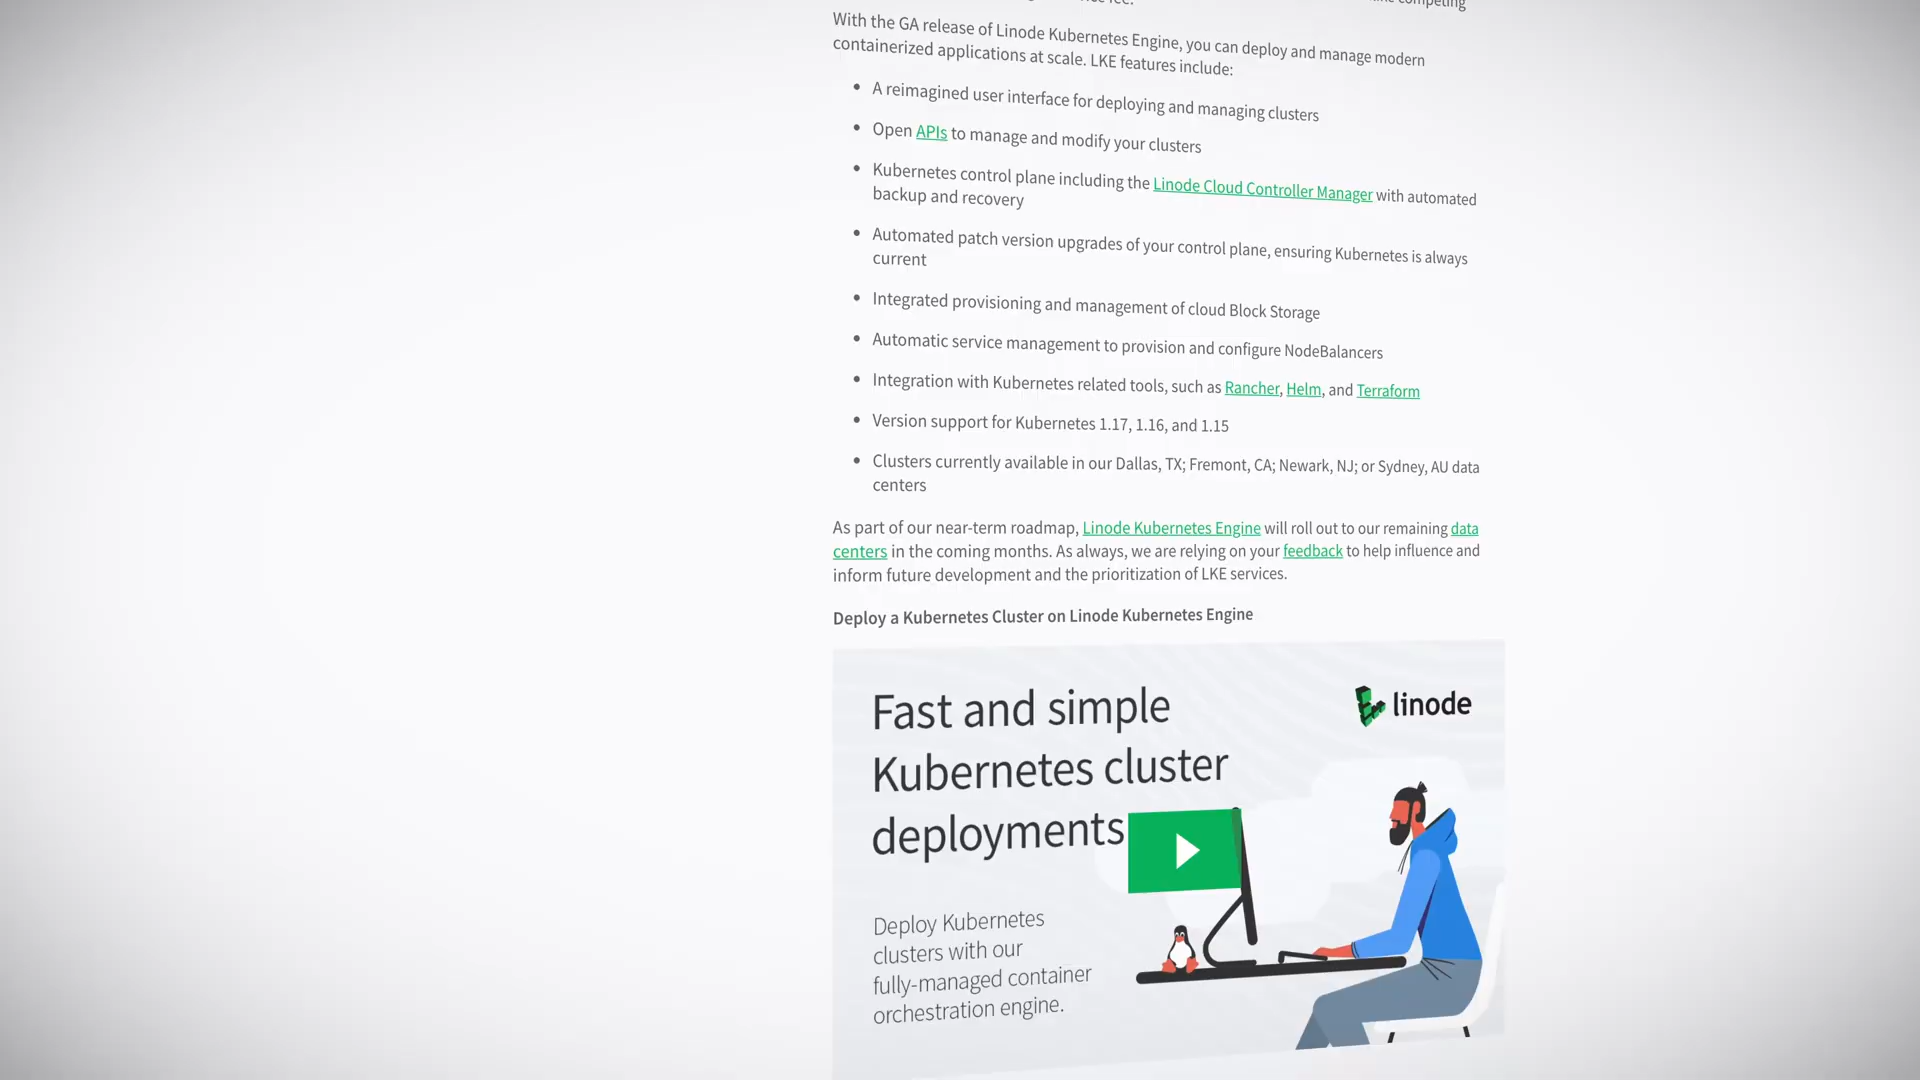 fee.
competing
With the GA release of Linode Kubernetes Engine, you can deploy and manage modern
containerized applications at scale. LKE features include:
• A reimagined user interface for deploying and managing clusters
• Open APIs to manage and modify your clusters
• Kubernetes control plane including the Linode Cloud Controller Manager with automated
backup and recovery
• Automated patch version upgrades of your control plane, ensuring Kubernetes is always
current
• Integrated provisioning and management of cloud Block Storage
• Automatic service management to provision and configure NodeBalancers
• Integration with Kubernetes related tools, such as Rancher, Helm, and Terraform
• Version support for Kubernetes 1.17, 1.16, and 1.15
• Clusters currently available in our Dallas, TX; Fremont, CA; Newark, NJ; or Sydney, AU data
centers
As part of our near-term roadmap, Linode Kubernetes Engine will roll out to our remaining data
centers in the coming months. As always, we are relying on your feedback to help influence and
inform future development and the prioritization of LKE services.
Deploy a Kubernetes Cluster on Linode Kubernetes Engine
Fast and simple
Kubernetes cluster
deployments
linode
Deploy Kubernetes
clusters with our
fully-managed container
orchestration engine.